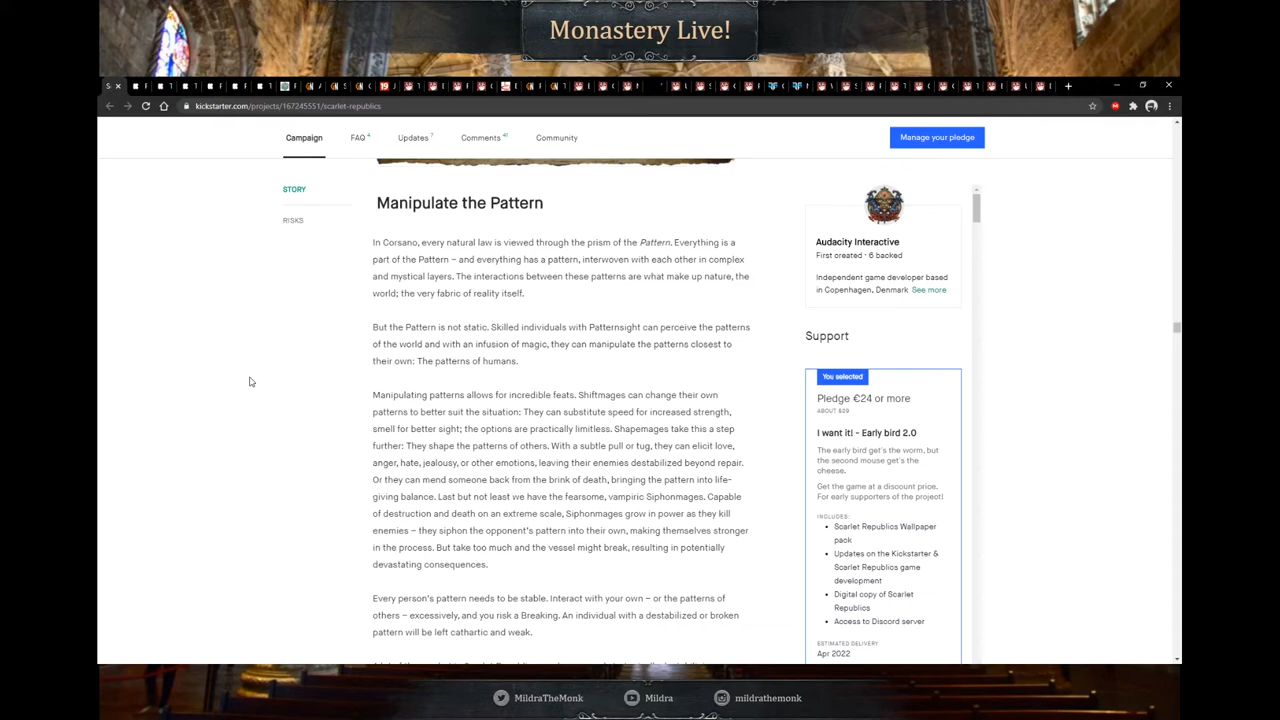 Monastery Live!
kickstarter.com/projects/167245551/scarlet-republics
Campaign
FAQ 4
Updates 7
Comments
Community
Manage your pledge
STORY
RISKS
Manipulate the Pattern
In Corsano, every natural law is viewed through the prism of the Pattern. Everything is a
part of the Pattern – and everything has a pattern, interwoven with each other in complex
and mystical layers. The interactions between these patterns are what make up nature, the
world; the very fabric of reality itself.
But the Pattern is not static. Skilled individuals with Patternsight can perceive the patterns
of the world and with an infusion of magic, they can manipulate the patterns closest to
their own: The patterns of humans.
Manipulating patterns allows for incredible feats. Shiftmages can change their own
patterns to better suit the situation: They can substitute speed for increased strength,
smell for better sight; the options are practically limitless. Shapemages take this a step
further: They shape the patterns of others. With a subtle pull or tug, they can elicit love,
anger, hate, jealousy, or other emotions, leaving their enemies destabilized beyond repair.
Or they can mend someone back from the brink of death, bringing the pattern into life-
giving balance. Last but not least we have the fearsome, vampiric Siphonmages. Capable
of destruction and death on an extreme scale, Siphonmages grow in power as they kill
enemies – they siphon the opponent's pattern into their own, making themselves stronger
in the process. But take too much and the vessel might break, resulting in potentially
devastating consequences.
Every person's pattern needs to be stable. Interact with your own – or the patterns of
others – excessively, and you risk a Breaking. An individual with a destabilized or broken
pattern will be left cathartic and weak.
Audacity Interactive
First created · 6 backed
Independent game developer based
in Copenhagen, Denmark See more
Support
You selected
Pledge €24 or more
ABOUT $29
I want it! - Early bird 2.0
The early bird get's the worm, but
the second mouse get's the
cheese.
Get the game at a discount price.
For early supporters of the project!
INCLUDES:
Scarlet Republics Wallpaper
pack
Updates on the Kickstarter &
Scarlet Republics game
development
Digital copy of Scarlet
Republics
Access to Discord server
ESTIMATED DELIVERY
Apr 2022
MildraTheMonk
Mildra
mildrathemonk